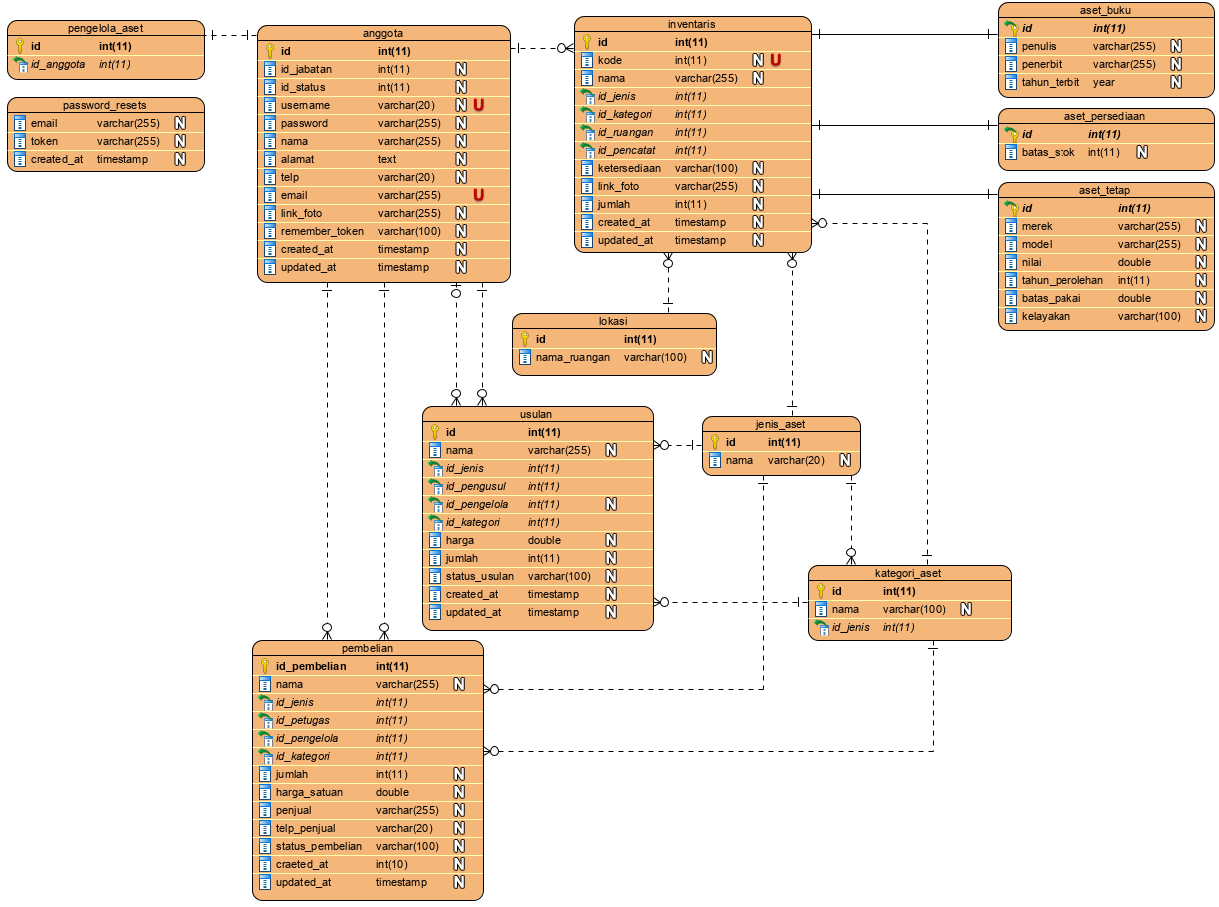 pengelola_aset
id int(11)
id_anggota int(11)
password_resets
email varchar(255) N
token varchar(255) N
created_at timestamp N
anggota
id int(11)
id_jabatan int(11) N
id_status int(11) N
username varchar(20) N U
password varchar(255) N
nama varchar(255) N
alamat text N
telp varchar(20) N
email varchar(255) U
link_foto varchar(255) N
remember_token varchar(100) N
created_at timestamp N
updated_at timestamp N
inventaris
id int(11)
kode int(11) N U
nama varchar(255) N
id_jenis int(11)
id_kategori int(11)
id_ruangan int(11)
id_pencatat int(11)
ketersediaan varchar(100) N
link_foto varchar(255) N
jumlah int(11) N
created_at timestamp N
updated_at timestamp N
aset_buku
id int(11)
penulis varchar(255) N
penerbit varchar(255) N
tahun_terbit year N
aset_persediaan
id int(11)
batas_stok int(11) N
aset_tetap
id int(11)
merek varchar(255) N
model varchar(255) N
nilai double N
tahun_perolehan int(11) N
batas_pakai double N
kelayakan varchar(100) N
lokasi
id int(11)
nama_ruangan varchar(100) N
usulan
id int(11)
nama varchar(255) N
id_jenis int(11)
id_pengusul int(11)
id_pengelola int(11) N
id_kategori int(11)
harga double N
jumlah int(11) N
status_usulan varchar(100) N
created_at timestamp N
updated_at timestamp N
jenis_aset
id int(11)
nama varchar(20) N
kategori_aset
id int(11)
nama varchar(100) N
id_jenis int(11)
pembelian
id_pembelian int(11)
nama varchar(255) N
id_jenis int(11)
id_petugas int(11)
id_pengelola int(11)
id_kategori int(11)
jumlah int(11) N
harga_satuan double N
penjual varchar(255) N
telp_penjual varchar(20) N
status_pembelian varchar(100) N
craeted_at int(10) N
updated_at timestamp N